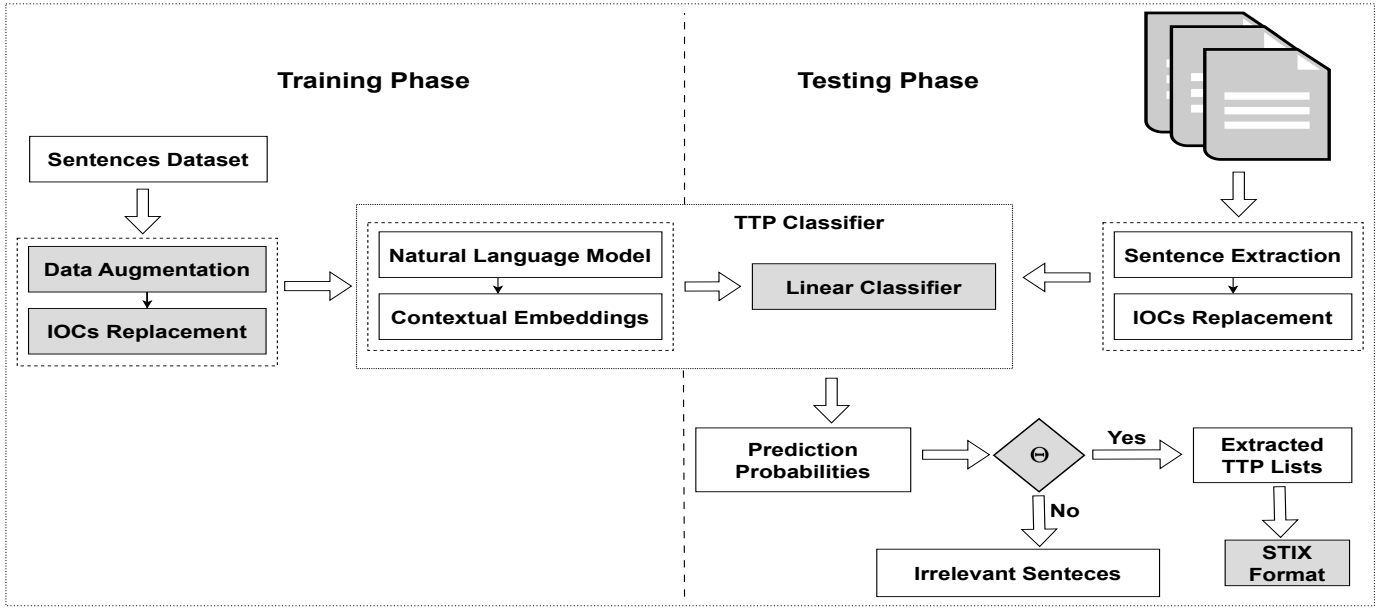 Training Phase
Testing Phase
Sentences Dataset
Data Augmentation
IOCs Replacement
TTP Classifier
Natural Language Model
Contextual Embeddings
Linear Classifier
Sentence Extraction
IOCs Replacement
Prediction
Probabilities
Θ
Yes
No
Extracted
TTP Lists
Irrelevant Senteces
STIX
Format